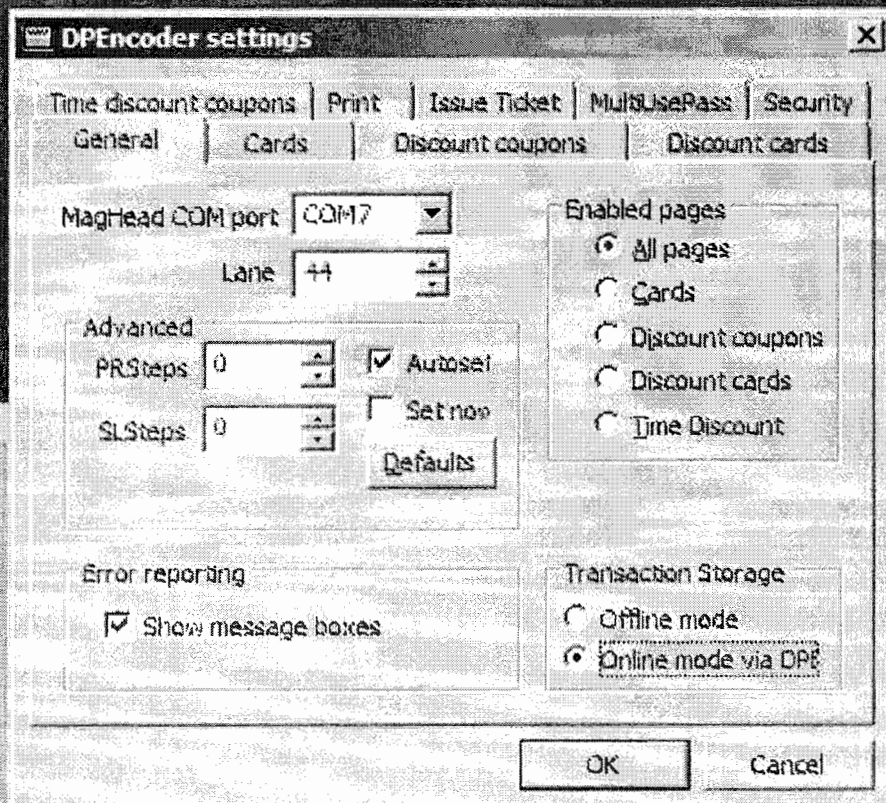 DPEncoder settings
Time discount coupons Print Issue Ticket MultiUsePass Security
General Cards Discount coupons Discount cards
MagHead COM port COM7
Lane 44
Enabled pages
All pages
Cards
Discount coupons
Discount cards
Time Discount
Advanced
PRSteps 0 Autoset
SLSteps 0 Set now
Defaults
Error reporting
Show message boxes
Transaction Storage
Offline mode
Online mode via DPE
OK Cancel